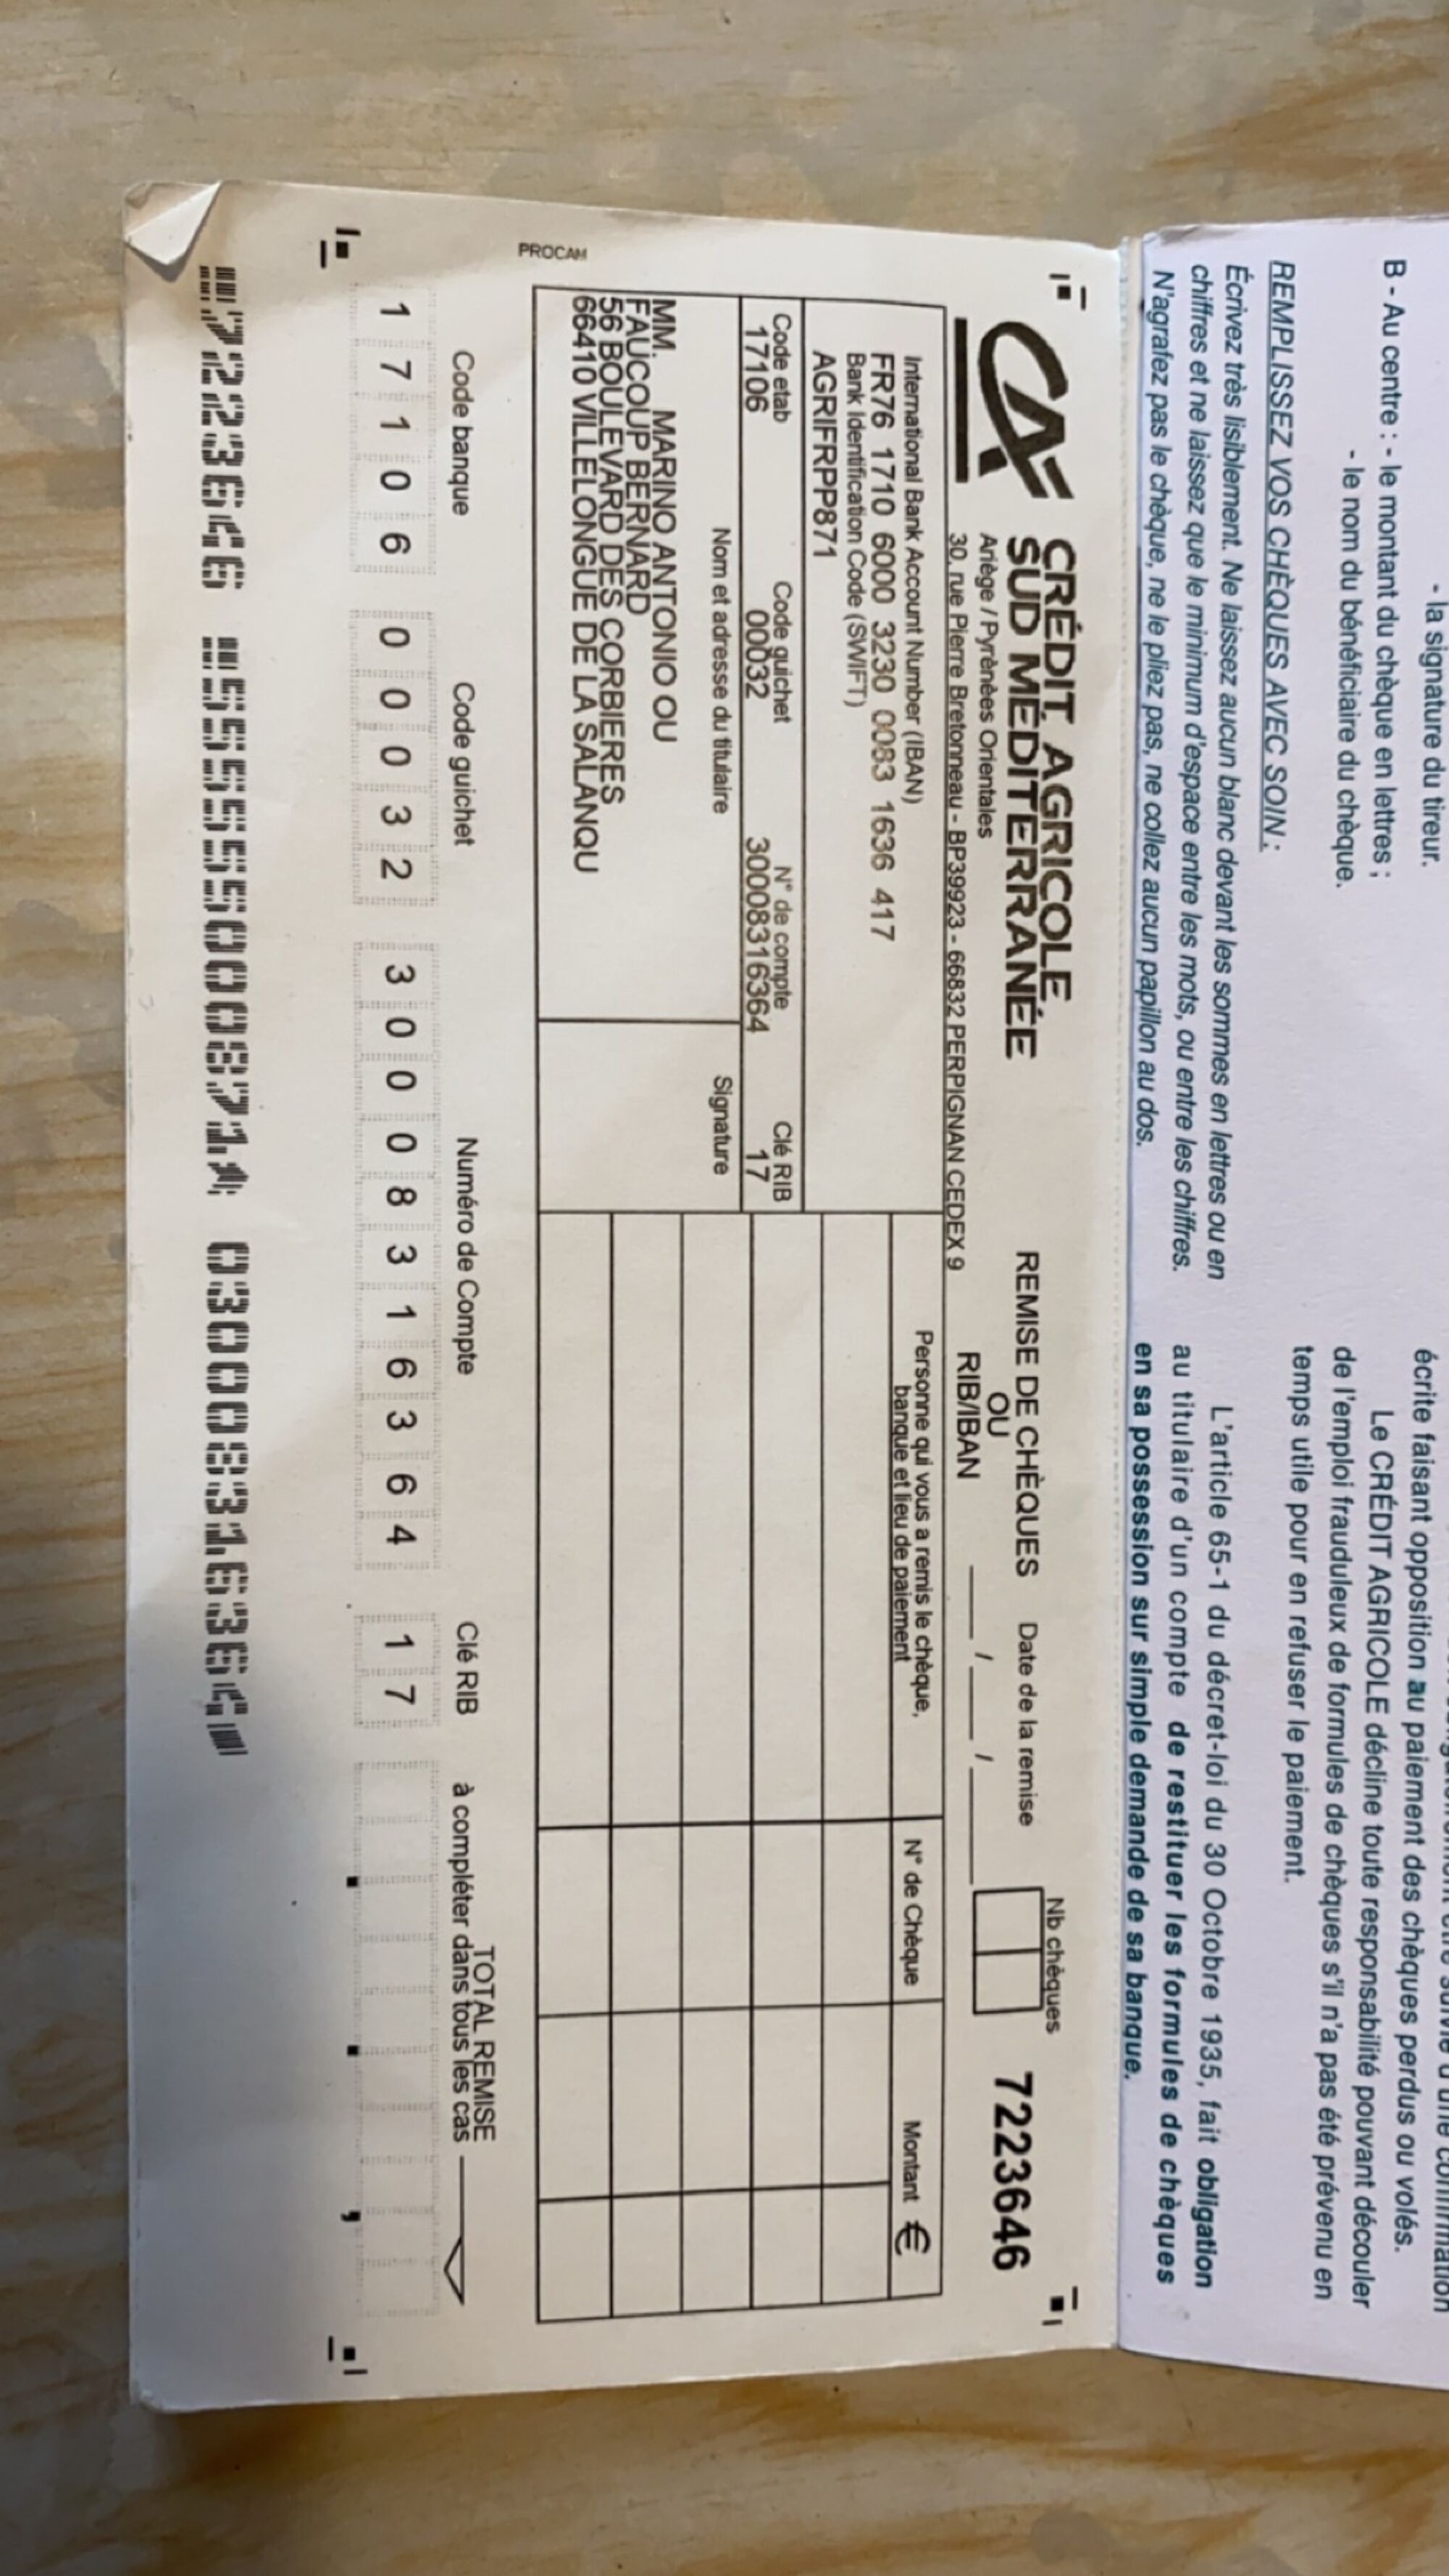 - la signature du tireur.
B - Au centre : - le montant du chèque en lettres ;
- le nom du bénéficiaire du chèque.
REMPLISSEZ VOS CHÈQUES AVEC SOIN :
Écrivez très lisiblement. Ne laissez aucun blanc devant les sommes en lettres ou en
chiffres et ne laissez que le minimum d'espace entre les mots, ou entre les chiffres.
N'agrafez pas le chèque, ne le pliez pas, ne collez aucun papillon au dos.
écrite faisant opposition au paiement des chèques perdus ou volés.
Le CRÉDIT AGRICOLE décline toute responsabilité pouvant découler
de l'emploi frauduleux de formules de chèques s'il n'a pas été prévenu en
temps utile pour en refuser le paiement.
L'article 65-1 du décret-loi du 30 Octobre 1935, fait obligation
au titulaire d'un compte de restituer les formules de chèques
en sa possession sur simple demande de sa banque.
CRÉDIT AGRICOLE
SUD MÉDITERRANÉE
Ariège / Pyrénées Orientales
30, rue Pierre Bretonneau - BP39923 - 66832 PERPIGNAN CEDEX 9
REMISE DE CHÈQUES
OU
RIB/IBAN
Date de la remise
/ /
Nb chèques
7223646
International Bank Account Number (IBAN)
FR76 1710 6000 3230 0083 1636 417
Bank Identification Code (SWIFT)
AGRIFRPP871
Code etab Code guichet N° de compte Clé RIB
17106 00032 30008316364 17
Nom et adresse du titulaire Signature
MM. MARINO ANTONIO OU
FAUCOUP BERNARD
56 BOULEVARD DES CORBIERES
66410 VILLELONGUE DE LA SALANQU
Personne qui vous a remis le chèque,
banque et lieu de paiement
N° de Chèque
Montant €
PROCAM
Code banque Code guichet Numéro de Compte Clé RIB
TOTAL REMISE
à compléter dans tous les cas
1 7 1 0 6 0 0 0 3 2 3 0 0 0 8 3 1 6 3 6 4 1 7
7223646 555500871 030008316364